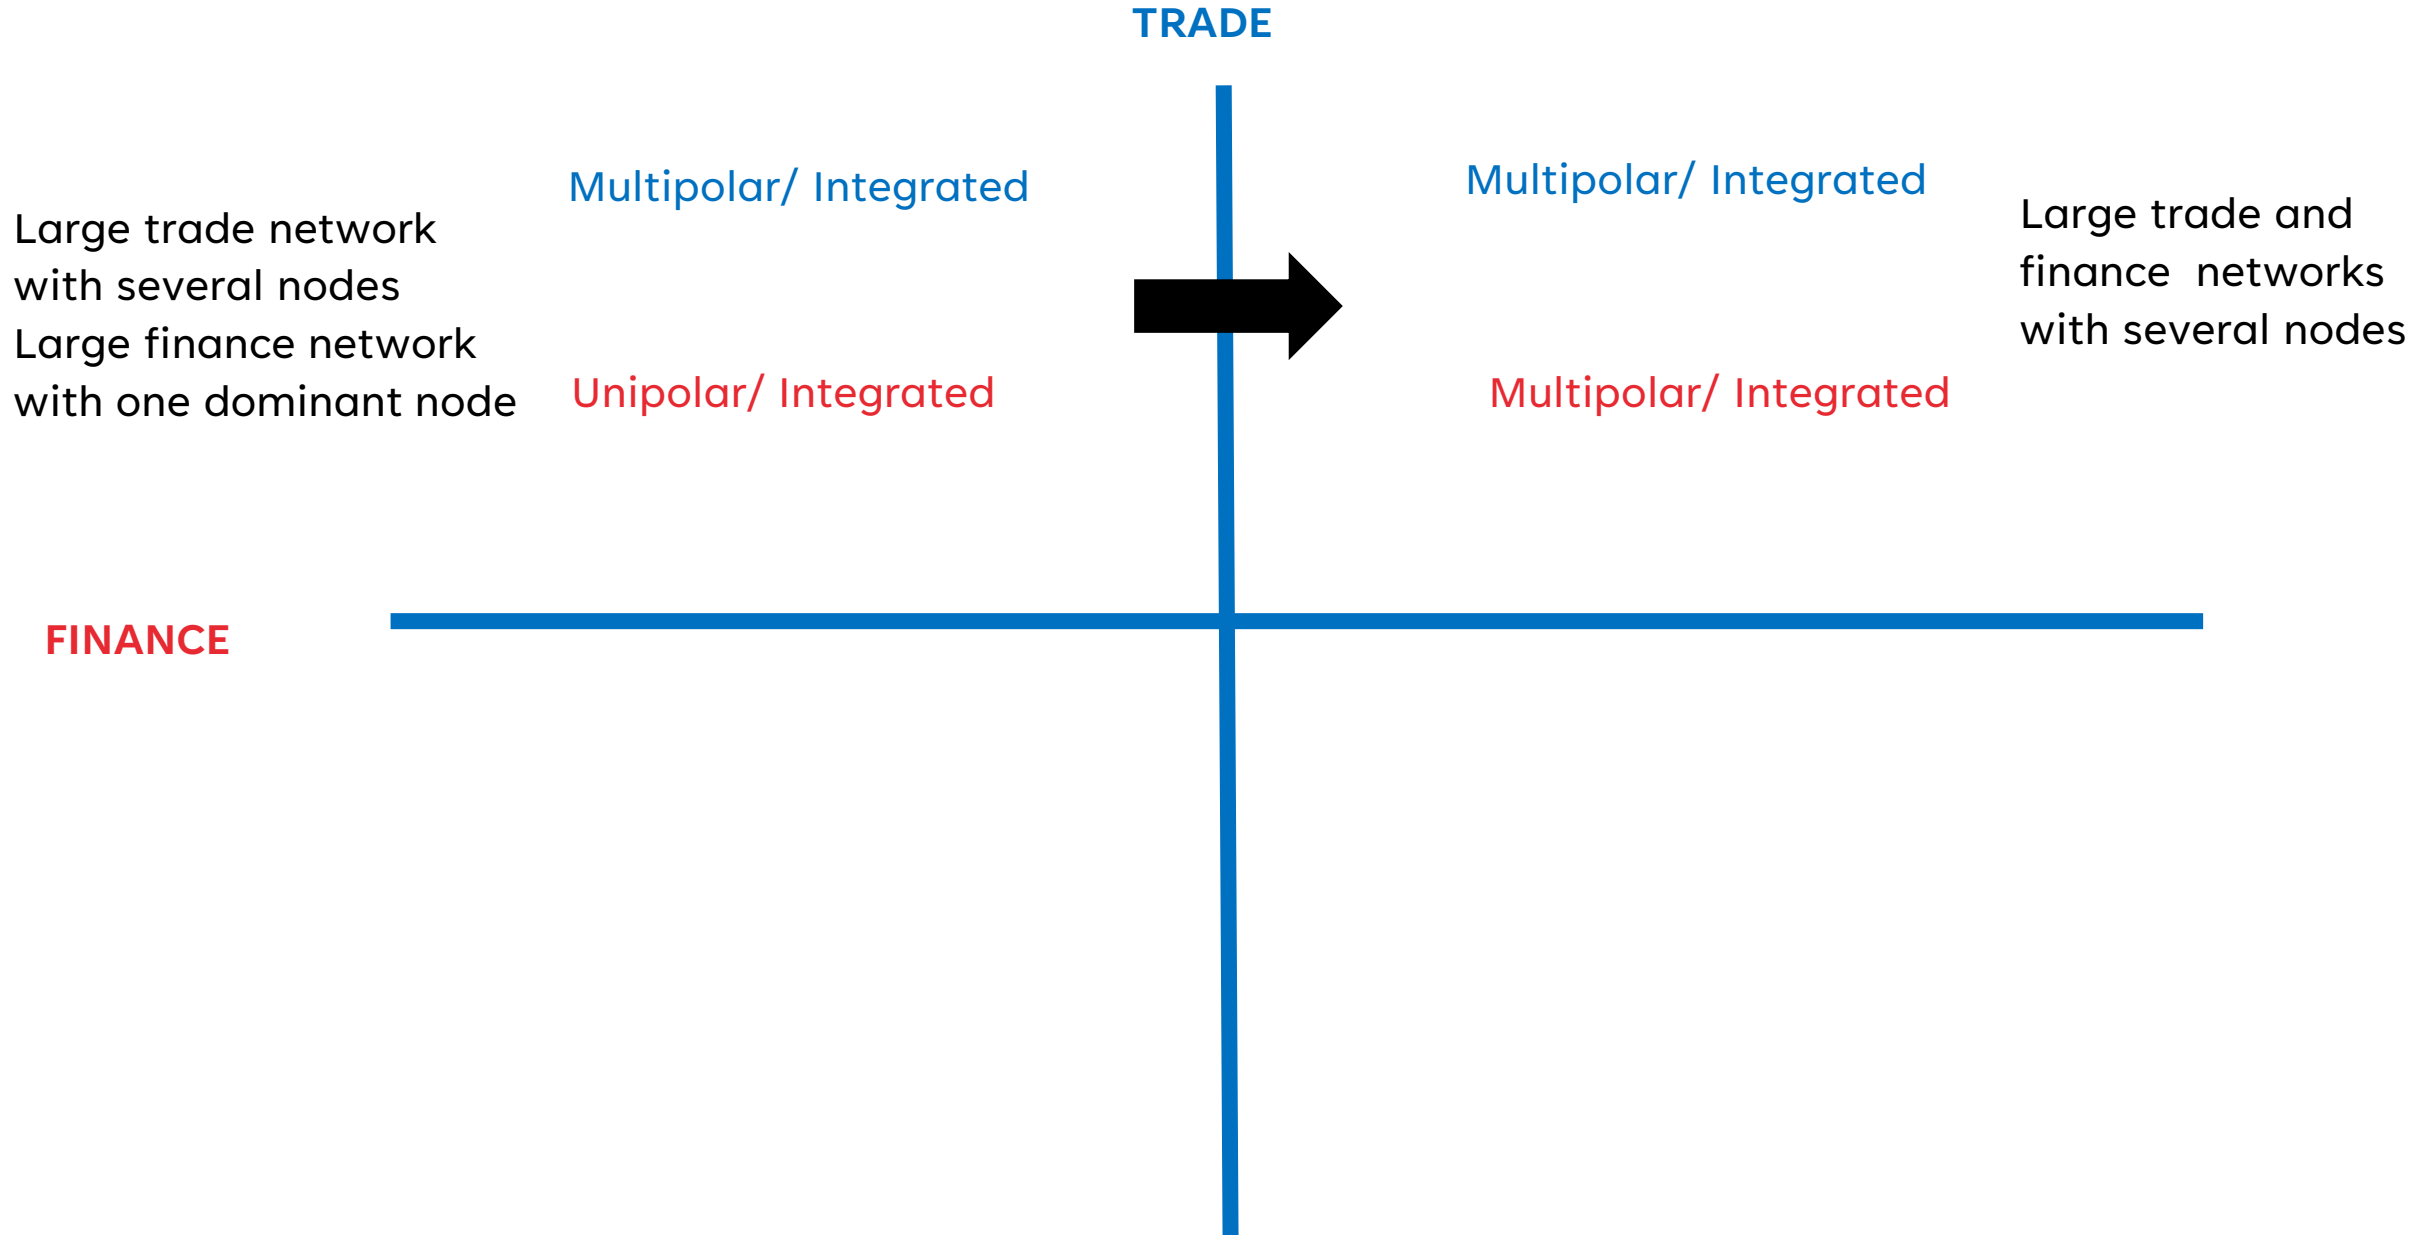 TRADE
Multipolar/ Integrated
Multipolar/ Integrated
Large trade network
with several nodes
Large finance network
with one dominant node
Large trade and
finance  networks
with several nodes
Unipolar/ Integrated
Multipolar/ Integrated
FINANCE